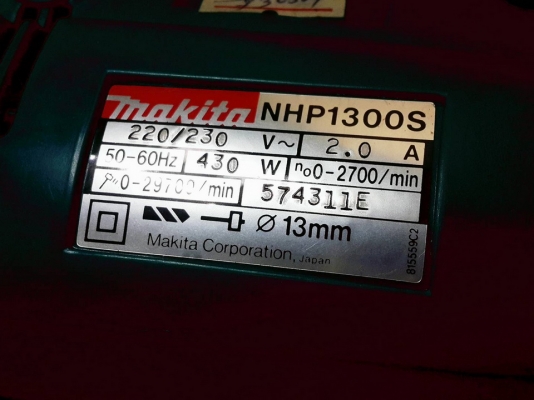 makita NHP1300S
220/230 V~ 2.0 A
50-60Hz 430 W n₀0-2700/min
0-29700/min 574311E
Ø 13mm
Makita Corporation, Japan
815559C2